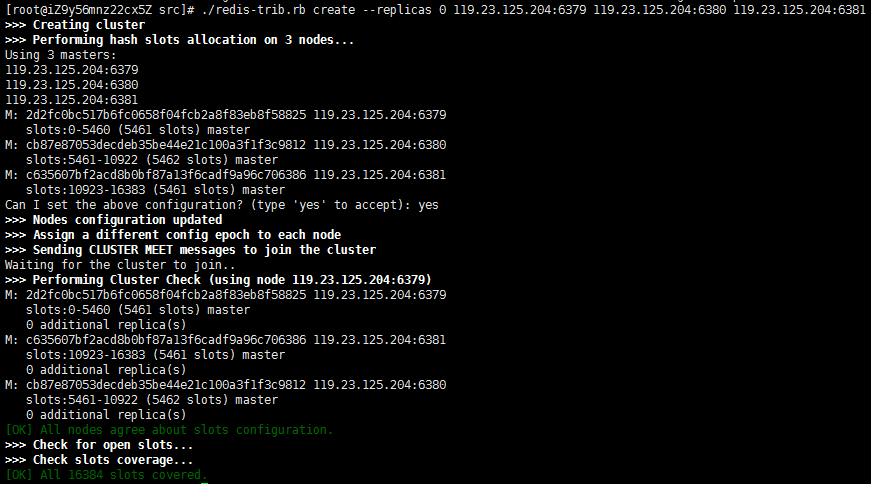 [root@iZ9y56mnz22cx5Z src]# ./redis-trib.rb create --replicas 0 119.23.125.204:6379 119.23.125.204:6380 119.23.125.204:6381
>>> Creating cluster
>>> Performing hash slots allocation on 3 nodes...
Using 3 masters:
119.23.125.204:6379
119.23.125.204:6380
119.23.125.204:6381
M: 2d2fc0bc517b6fc0658f04fcb2a8f83eb8f58825 119.23.125.204:6379
   slots:0-5460 (5461 slots) master
M: cb87e87053decdeb35be44e21c100a3f1f3c9812 119.23.125.204:6380
   slots:5461-10922 (5462 slots) master
M: c635607bf2acd8b0bf87a13f6cadf9a96c706386 119.23.125.204:6381
   slots:10923-16383 (5461 slots) master
Can I set the above configuration? (type 'yes' to accept): yes
>>> Nodes configuration updated
>>> Assign a different config epoch to each node
>>> Sending CLUSTER MEET messages to join the cluster
Waiting for the cluster to join..
>>> Performing Cluster Check (using node 119.23.125.204:6379)
M: 2d2fc0bc517b6fc0658f04fcb2a8f83eb8f58825 119.23.125.204:6379
   slots:0-5460 (5461 slots) master
   0 additional replica(s)
M: c635607bf2acd8b0bf87a13f6cadf9a96c706386 119.23.125.204:6381
   slots:10923-16383 (5461 slots) master
   0 additional replica(s)
M: cb87e87053decdeb35be44e21c100a3f1f3c9812 119.23.125.204:6380
   slots:5461-10922 (5462 slots) master
   0 additional replica(s)
[OK] All nodes agree about slots configuration.
>>> Check for open slots...
>>> Check slots coverage...
[OK] All 16384 slots covered.